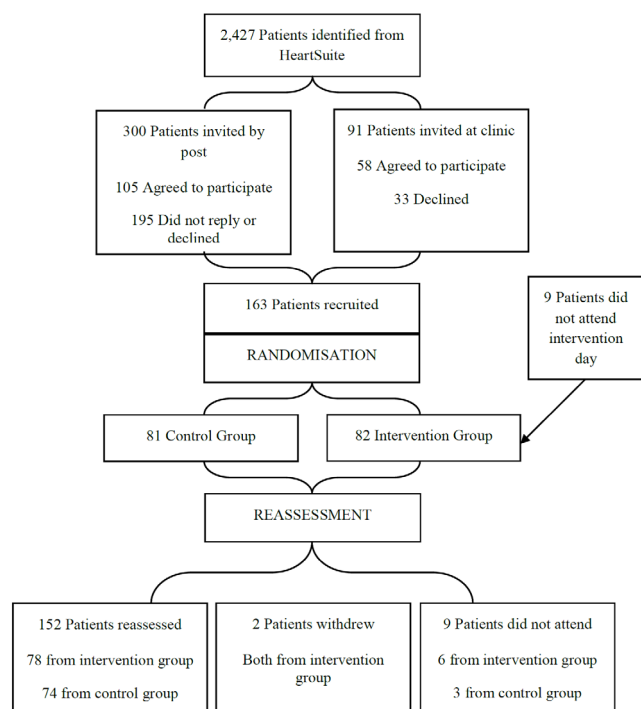 2,427 Patients identified from
HeartSuite
300 Patients invited by
post
105 Agreed to participate
195 Did not reply or
declined
91 Patients invited at clinic
58 Agreed to participate
33 Declined
163 Patients recruited
RANDOMISATION
9 Patients did
not attend
intervention
day
81 Control Group
82 Intervention Group
REASSESSMENT
152 Patients reassessed
78 from intervention group
74 from control group
2 Patients withdrew
Both from intervention
group
9 Patients did not attend
6 from intervention group
3 from control group